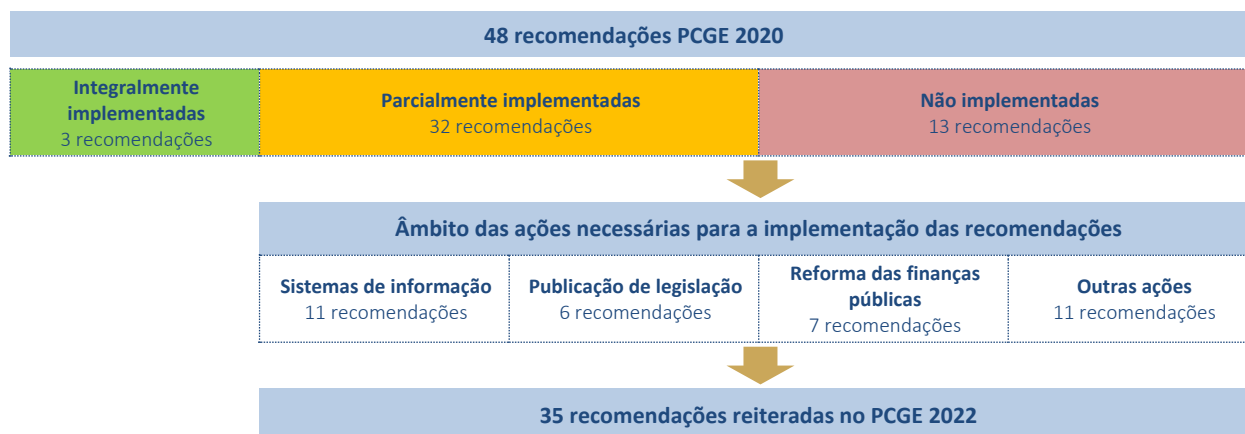 48 recomendações PCGE 2020
Integralmente
implementadas
3 recomendações
Parcialmente implementadas
32 recomendações
Não implementadas
13 recomendações
Âmbito das ações necessárias para a implementação das recomendações
Sistemas de informação
11 recomendações
Publicação de legislação
6 recomendações
Reforma das finanças
públicas
7 recomendações
Outras ações
11 recomendações
35 recomendações reiteradas no PCGE 2022